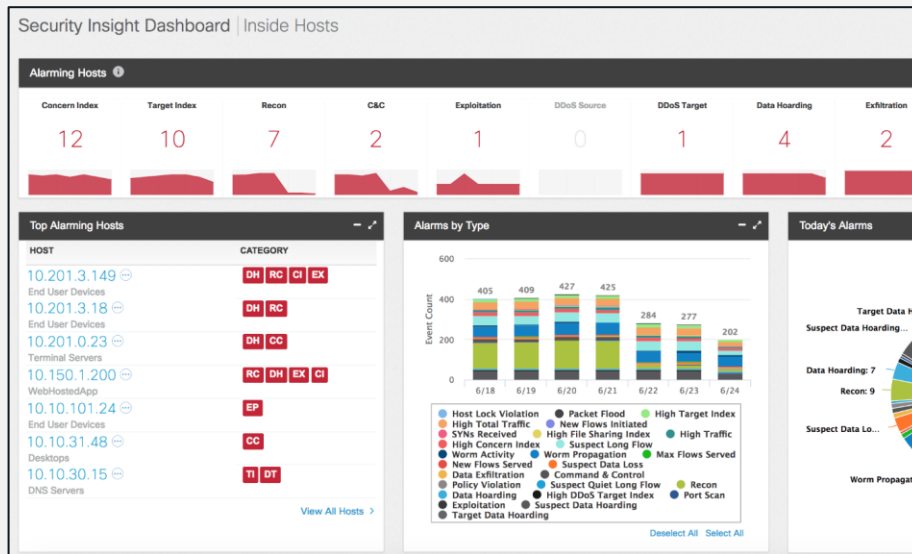 Security Insight Dashboard | Inside Hosts
Alarming Hosts
Concern Index Target Index Recon C&C Exploitation DDoS Source DDoS Target Data Hoarding Exfiltration
12 10 7 2 1 0 1 4 2
Top Alarming Hosts
HOST CATEGORY
10.201.3.149 DH RC CI EX
End User Devices
10.201.3.18 DH RC
End User Devices
10.201.0.23 DH CC
Terminal Servers
10.150.1.200 RC DH EX CI
WebHostedApp
10.10.101.24 EP
End User Devices
10.10.31.48 CC
Desktops
10.10.30.15 TI DT
DNS Servers
View All Hosts >
Alarms by Type
Event Count
600
400
200
0
405 409 427 425 284 277 202
6/18 6/19 6/20 6/21 6/22 6/23 6/24
Host Lock Violation Packet Flood High Target Index
High Total Traffic New Flows Initiated
SYNs Received High File Sharing Index High Traffic
High Concern Index Suspect Long Flow
Worm Activity Worm Propagation Max Flows Served
New Flows Served Suspect Data Loss
Data Exfiltration Command & Control
Policy Violation Suspect Quiet Long Flow Recon
Data Hoarding High DDoS Target Index Port Scan
Exploitation Suspect Data Hoarding
Target Data Hoarding
Deselect All Select All
Today's Alarms
Target Data H
Suspect Data Hoarding...
Data Hoarding: 7
Recon: 9
Suspect Data Lo...
Worm Propagat